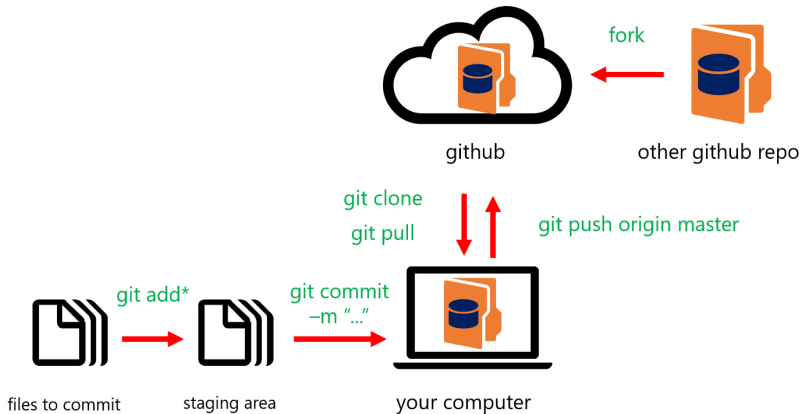 fork
github
other github repo
git clone
git pull
git push origin master
git add*
git commit
–m “...”
files to commit
staging area
your computer